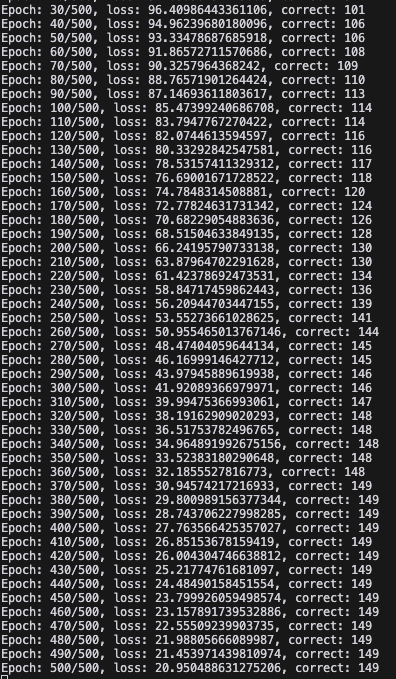 Epoch: 30/500, loss: 96.40986443361106, correct: 101
Epoch: 40/500, loss: 94.96239680180096, correct: 106
Epoch: 50/500, loss: 93.33478687685918, correct: 106
Epoch: 60/500, loss: 91.86572711570686, correct: 108
Epoch: 70/500, loss: 90.3257964368242, correct: 109
Epoch: 80/500, loss: 88.76571901264424, correct: 110
Epoch: 90/500, loss: 87.14693611803617, correct: 113
Epoch: 100/500, loss: 85.47399240686708, correct: 114
Epoch: 110/500, loss: 83.7947767270422, correct: 114
Epoch: 120/500, loss: 82.0744613594597, correct: 116
Epoch: 130/500, loss: 80.33292842547581, correct: 116
Epoch: 140/500, loss: 78.53157411329312, correct: 117
Epoch: 150/500, loss: 76.69001671728522, correct: 118
Epoch: 160/500, loss: 74.7848314508881, correct: 120
Epoch: 170/500, loss: 72.77824631731342, correct: 124
Epoch: 180/500, loss: 70.68229054883636, correct: 126
Epoch: 190/500, loss: 68.51504633849135, correct: 128
Epoch: 200/500, loss: 66.24195790733138, correct: 130
Epoch: 210/500, loss: 63.87964702291628, correct: 130
Epoch: 220/500, loss: 61.42378692473531, correct: 134
Epoch: 230/500, loss: 58.84717459862443, correct: 136
Epoch: 240/500, loss: 56.20944703447155, correct: 139
Epoch: 250/500, loss: 53.55273661028625, correct: 141
Epoch: 260/500, loss: 50.955465013767146, correct: 144
Epoch: 270/500, loss: 48.47404059644134, correct: 145
Epoch: 280/500, loss: 46.16999146427712, correct: 145
Epoch: 290/500, loss: 43.97945889619938, correct: 146
Epoch: 300/500, loss: 41.92089366979971, correct: 146
Epoch: 310/500, loss: 39.99475366993061, correct: 147
Epoch: 320/500, loss: 38.19162909020293, correct: 148
Epoch: 330/500, loss: 36.51753782496765, correct: 148
Epoch: 340/500, loss: 34.964891992675156, correct: 148
Epoch: 350/500, loss: 33.52383180290648, correct: 148
Epoch: 360/500, loss: 32.1855527816773, correct: 148
Epoch: 370/500, loss: 30.94574217216933, correct: 149
Epoch: 380/500, loss: 29.800989156377344, correct: 149
Epoch: 390/500, loss: 28.743706227998285, correct: 149
Epoch: 400/500, loss: 27.763566425357027, correct: 149
Epoch: 410/500, loss: 26.85153678159419, correct: 149
Epoch: 420/500, loss: 26.004304746638812, correct: 149
Epoch: 430/500, loss: 25.21774761681097, correct: 149
Epoch: 440/500, loss: 24.48490158451554, correct: 149
Epoch: 450/500, loss: 23.799926059498574, correct: 149
Epoch: 460/500, loss: 23.157891739532886, correct: 149
Epoch: 470/500, loss: 22.55509239903735, correct: 149
Epoch: 480/500, loss: 21.98805666089987, correct: 149
Epoch: 490/500, loss: 21.453971439810974, correct: 149
Epoch: 500/500, loss: 20.950488631275206, correct: 149